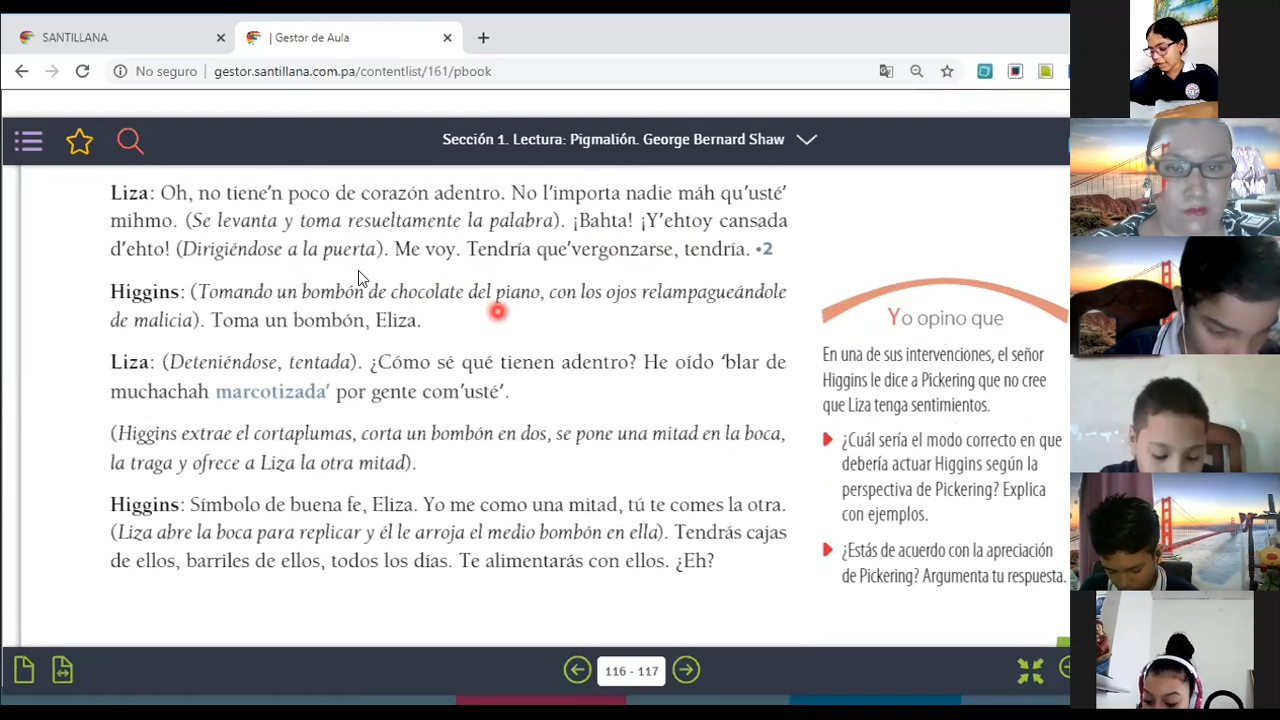 SANTILLANA
| Gestor de Aula
No seguro | gestor.santillana.com.pa/contentlist/161/pbook
Sección 1. Lectura: Pigmalión. George Bernard Shaw
Liza: Oh, no tiene'n poco de corazón adentro. No l'importa nadie máh qu'usté'
mihmo. (Se levanta y toma resueltamente la palabra). ¡Bahta! ¡Y'ehtoy cansada
d'ehto! (Dirigiéndose a la puerta). Me voy. Tendría que'vergonzarse, tendría. •2
Higgins: (Tomando un bombón de chocolate del piano, con los ojos relampagueándole
de malicia). Toma un bombón, Eliza.
Liza: (Deteniéndose, tentada). ¿Cómo sé qué tienen adentro? He oído 'blar de
muchachah marcotizada' por gente com'usté'.
(Higgins extrae el cortaplumas, corta un bombón en dos, se pone una mitad en la boca,
la traga y ofrece a Liza la otra mitad).
Higgins: Símbolo de buena fe, Eliza. Yo me como una mitad, tú te comes la otra.
(Liza abre la boca para replicar y él le arroja el medio bombón en ella). Tendrás cajas
de ellos, barriles de ellos, todos los días. Te alimentarás con ellos. ¿Eh?
Yo opino que
En una de sus intervenciones, el señor
Higgins le dice a Pickering que no cree
que Liza tenga sentimientos.
¿Cuál sería el modo correcto en que
debería actuar Higgins según la
perspectiva de Pickering? Explica
con ejemplos.
¿Estás de acuerdo con la apreciación
de Pickering? Argumenta tu respuesta.
116 - 117